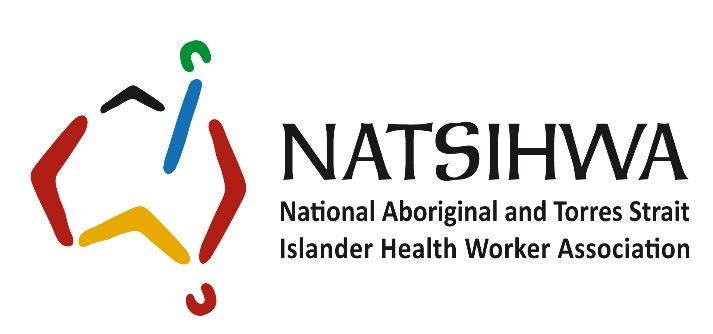 NATSIHWA
National Aboriginal and Torres Strait
Islander Health Worker Association